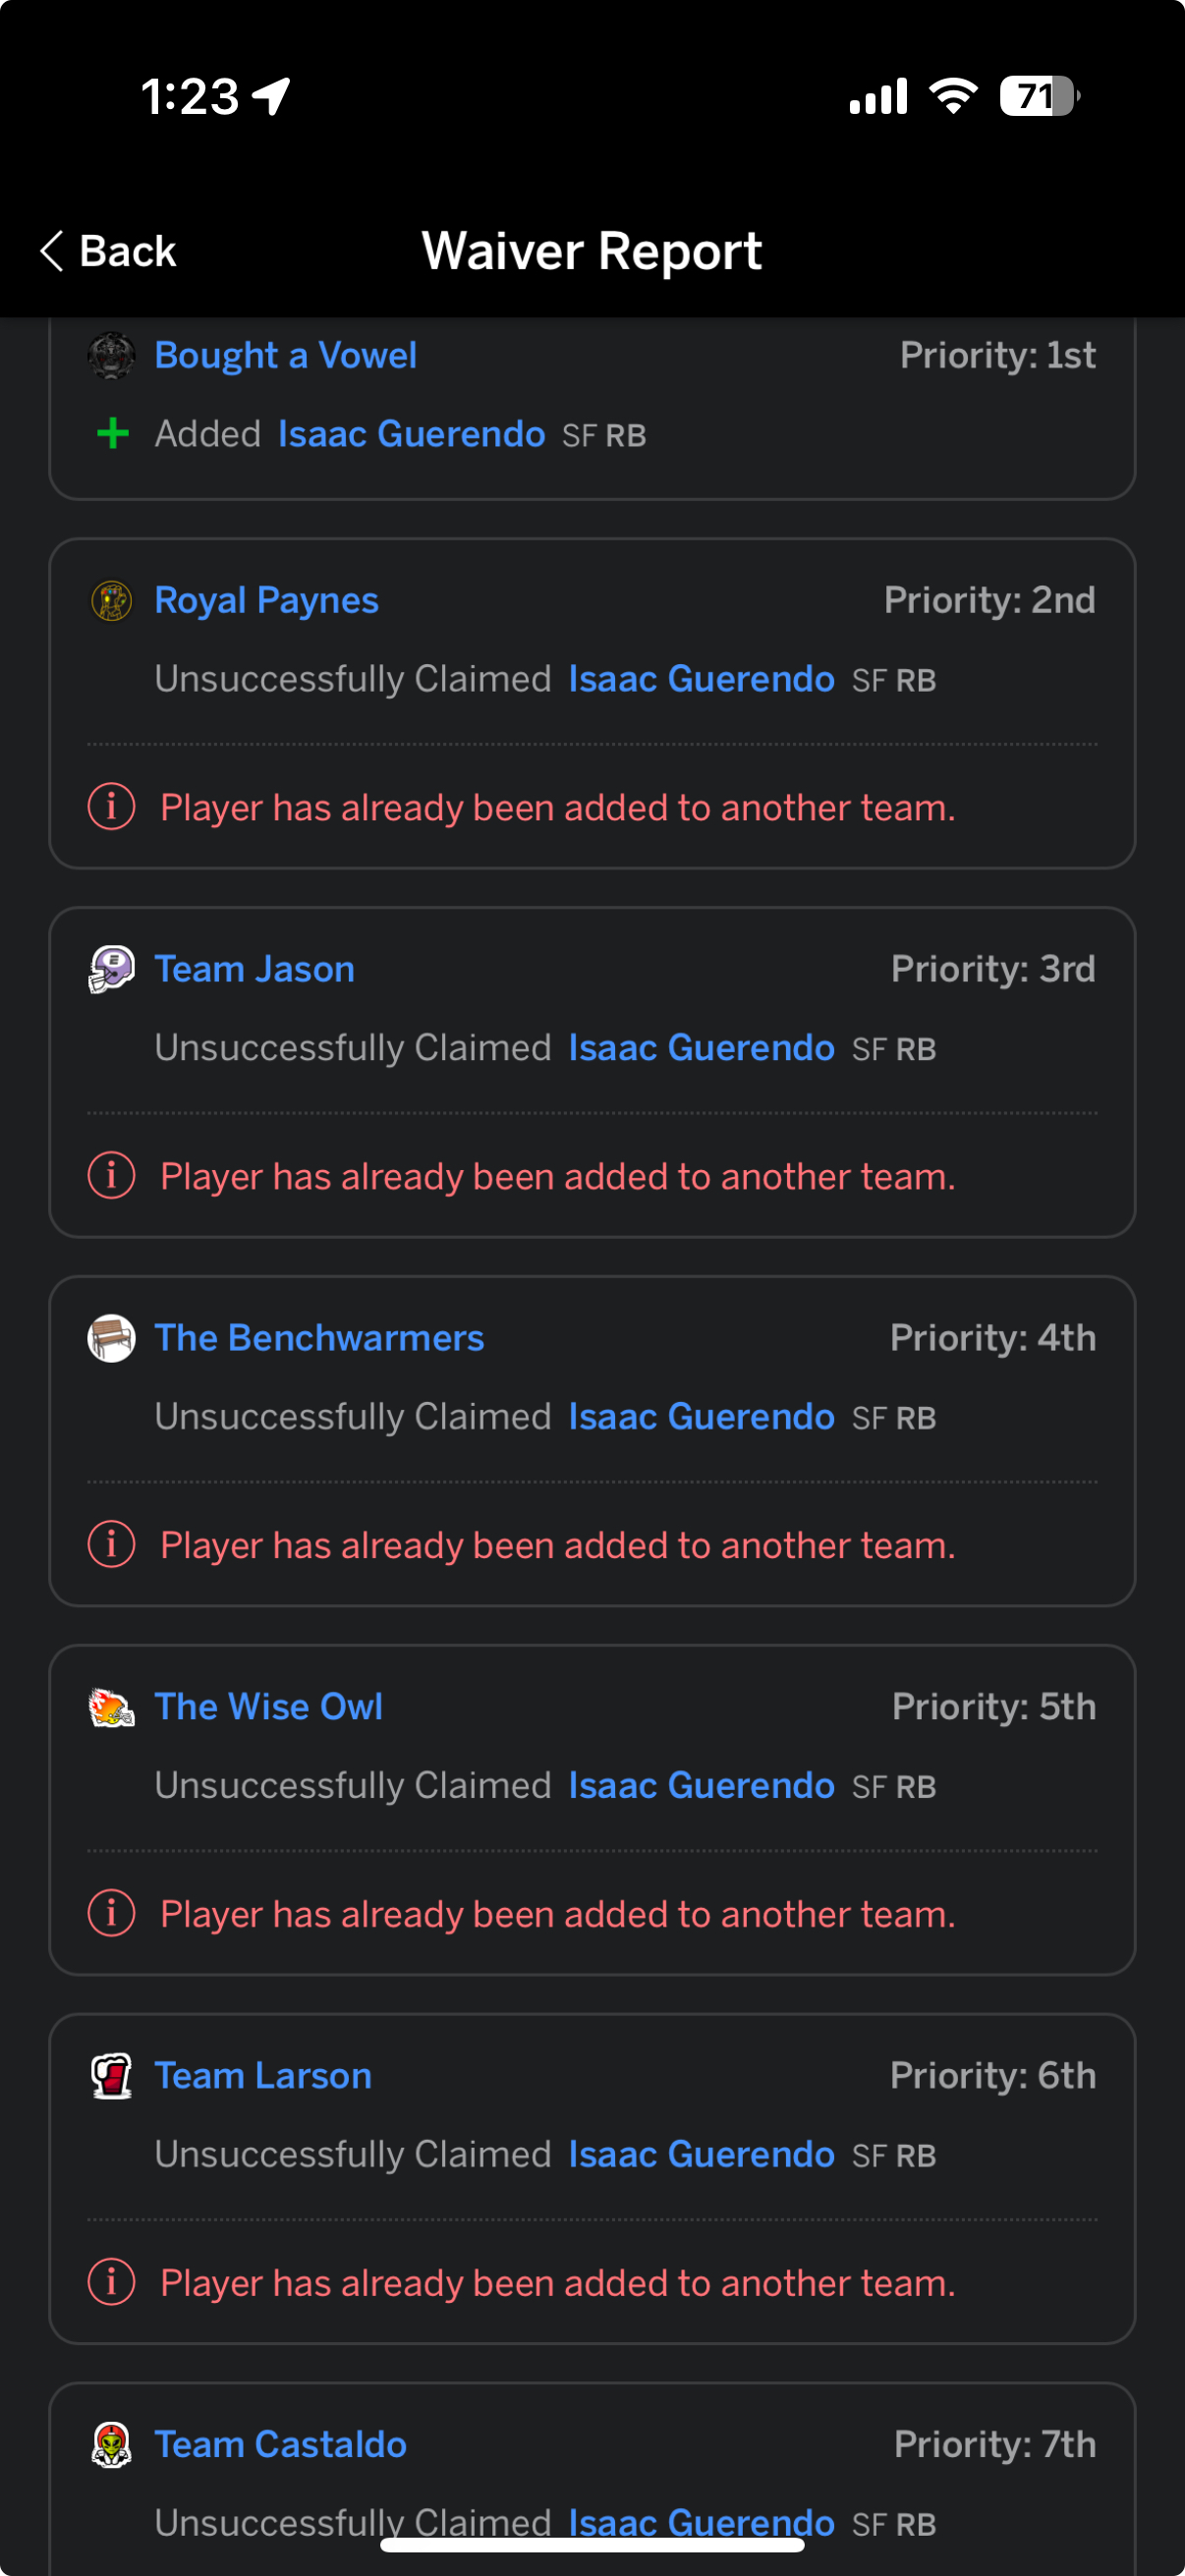 1:23
71
Back
Waiver Report
Bought a Vowel
Priority: 1st
Added Isaac Guerendo SF RB
Royal Paynes
Priority: 2nd
Unsuccessfully Claimed Isaac Guerendo SF RB
Player has already been added to another team.
Team Jason
Priority: 3rd
Unsuccessfully Claimed Isaac Guerendo SF RB
Player has already been added to another team.
The Benchwarmers
Priority: 4th
Unsuccessfully Claimed Isaac Guerendo SF RB
Player has already been added to another team.
The Wise Owl
Priority: 5th
Unsuccessfully Claimed Isaac Guerendo SF RB
Player has already been added to another team.
Team Larson
Priority: 6th
Unsuccessfully Claimed Isaac Guerendo SF RB
Player has already been added to another team.
Team Castaldo
Priority: 7th
Unsuccessfully Claimed Isaac Guerendo SF RB